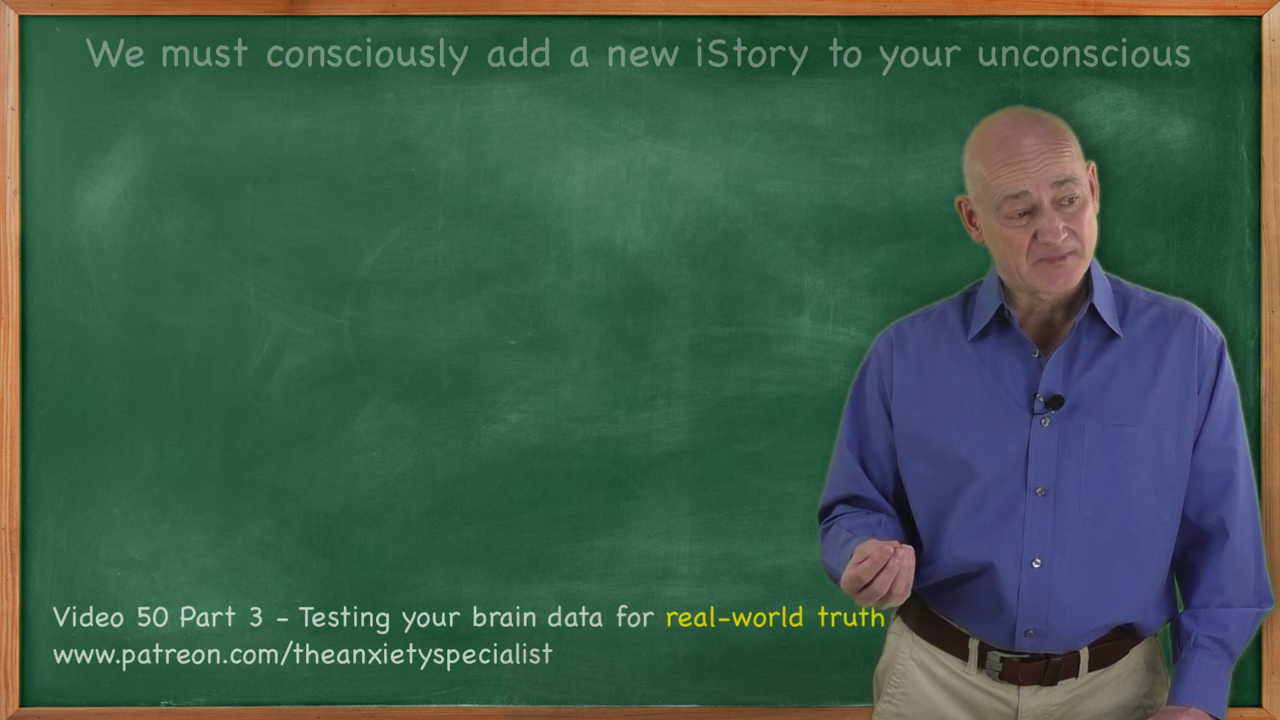 We must consciously add a new iStory to your unconscious
Video 50 Part 3 - Testing your brain data for real-world truth
www.patreon.com/theanxietyspecialist